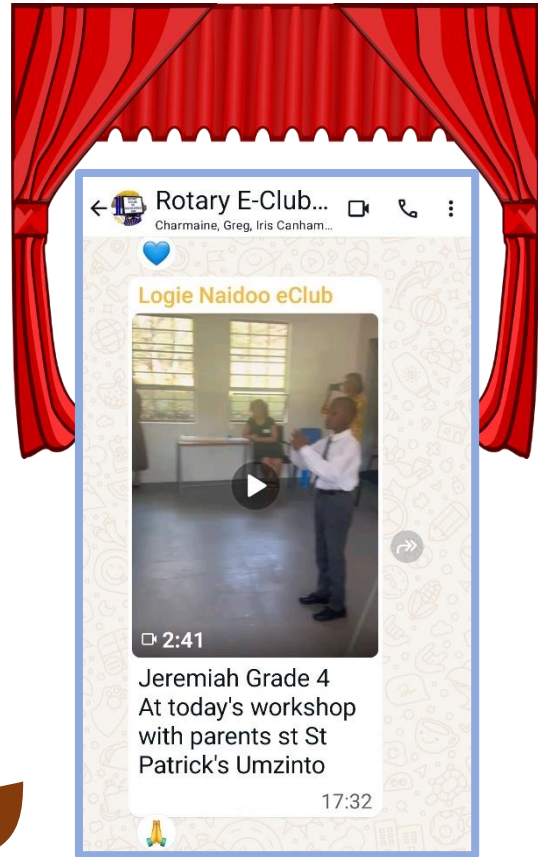 Rotary E-Club...
Charmaine, Greg, Iris Canham...
Logie Naidoo eClub
2:41
Jeremiah Grade 4
At today's workshop
with parents st St
Patrick's Umzinto
17:32